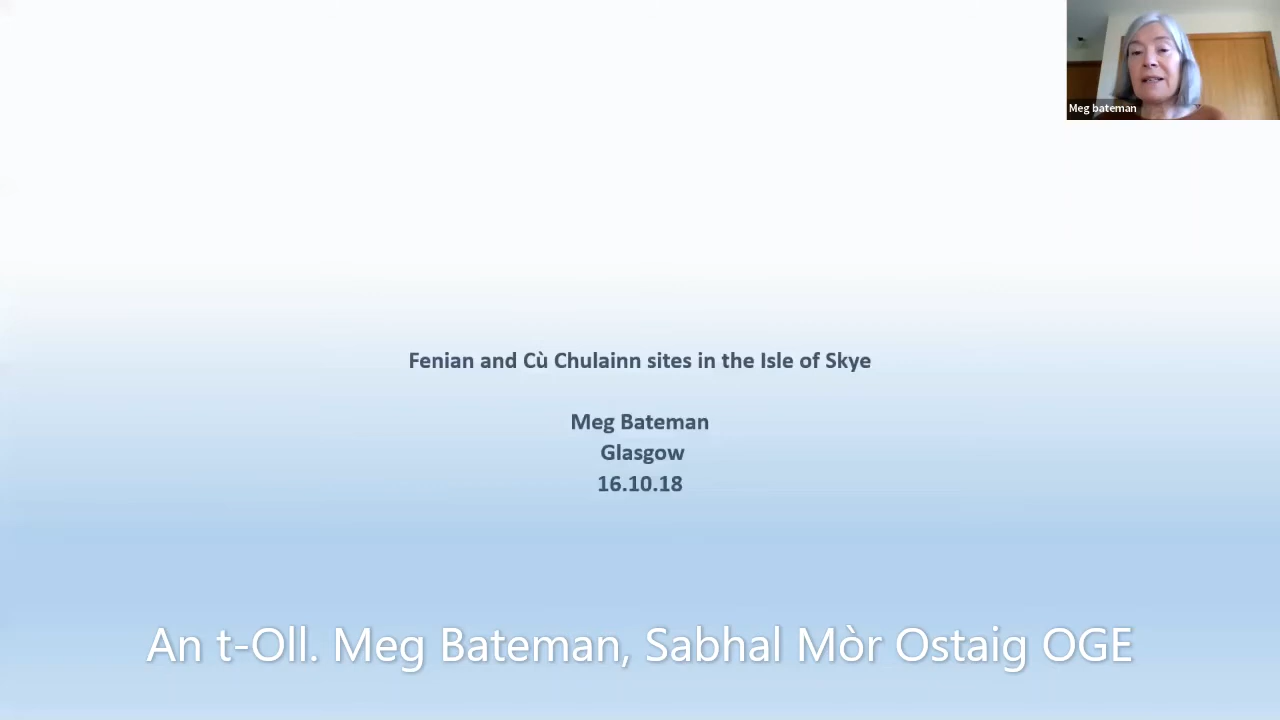 Meg bateman
Fenian and Cù Chulainn sites in the Isle of Skye
Meg Bateman
Glasgow
16.10.18
An t-Oll. Meg Bateman, Sabhal Mòr Ostaig OGE